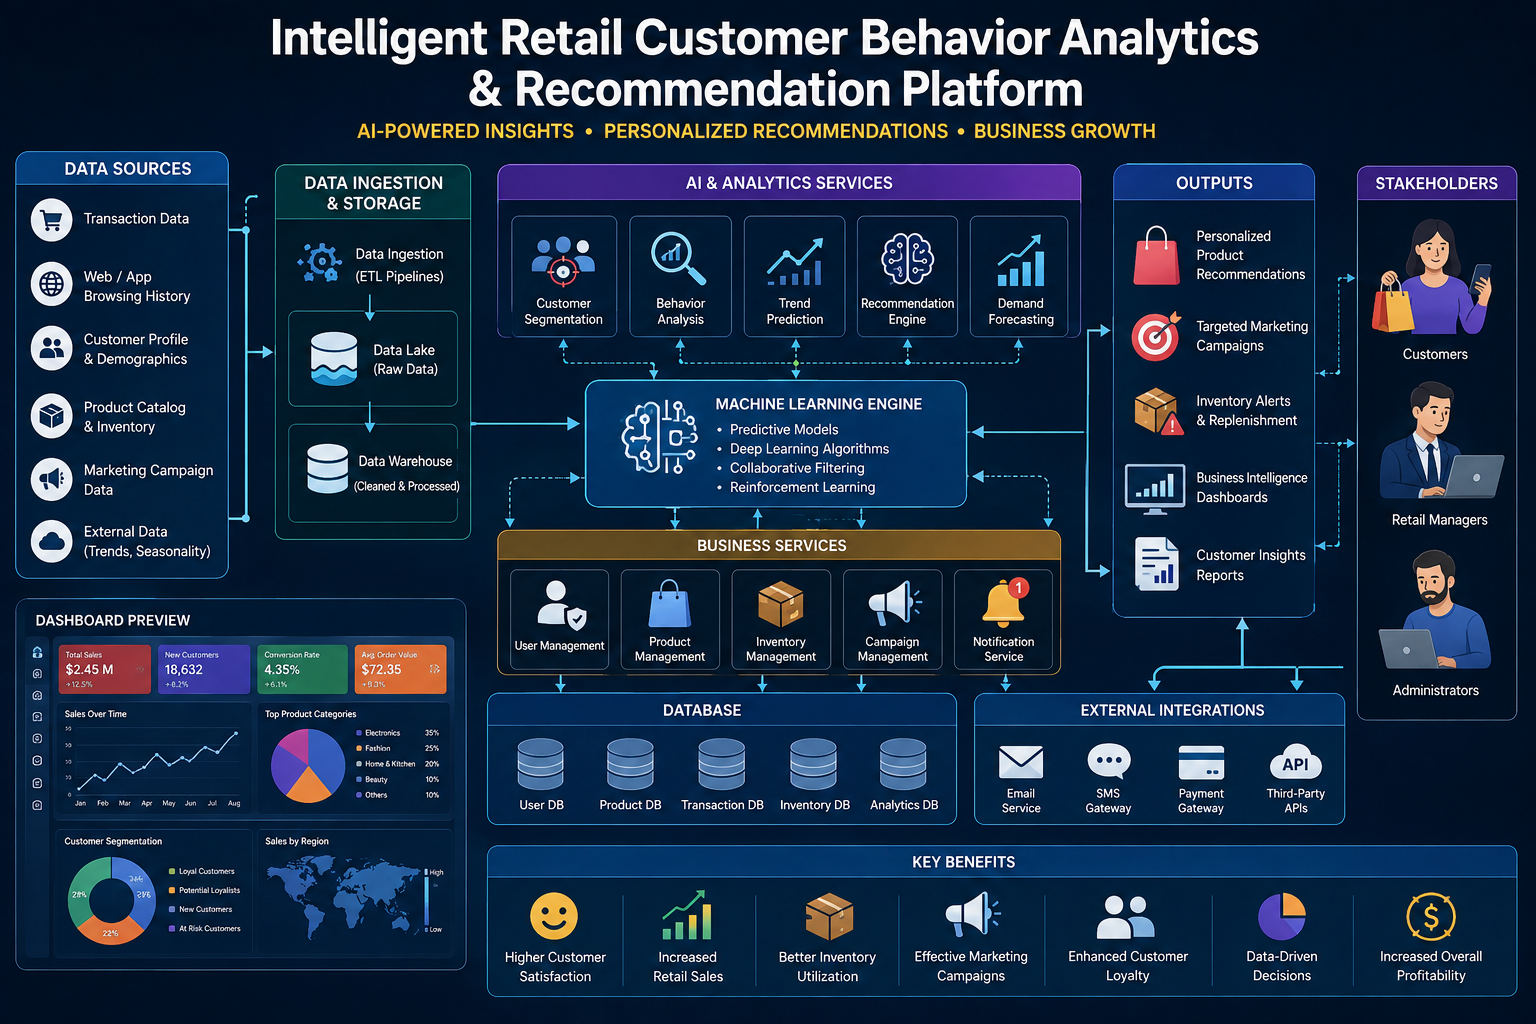 Intelligent Retail Customer Behavior Analytics
& Recommendation Platform
AI-POWERED INSIGHTS • PERSONALIZED RECOMMENDATIONS • BUSINESS GROWTH
DATA SOURCES
Transaction Data
Web / App
Browsing History
Customer Profile
& Demographics
Product Catalog
& Inventory
Marketing Campaign
Data
External Data
(Trends, Seasonality)
DATA INGESTION
& STORAGE
Data Ingestion
(ETL Pipelines)
Data Lake
(Raw Data)
Data Warehouse
(Cleaned & Processed)
AI & ANALYTICS SERVICES
Customer
Segmentation
Behavior
Analysis
Trend
Prediction
Recommendation
Engine
Demand
Forecasting
MACHINE LEARNING ENGINE
• Predictive Models
• Deep Learning Algorithms
• Collaborative Filtering
• Reinforcement Learning
BUSINESS SERVICES
User Management
Product
Management
Inventory
Management
Campaign
Management
1
Notification
Service
DATABASE
User DB
Product DB
Transaction DB
Inventory DB
Analytics DB
EXTERNAL INTEGRATIONS
Email
Service
SMS
Gateway
Payment
Gateway
API
Third-Party
APIs
OUTPUTS
Personalized
Product
Recommendations
Targeted Marketing
Campaigns
Inventory Alerts
& Replenishment
Business Intelligence
Dashboards
Customer Insights
Reports
STAKEHOLDERS
Customers
Retail Managers
Administrators
DASHBOARD PREVIEW
Total Sales
$2.45 M
New Customers
18,632
Conversion Rate
4.35%
Avg. Order Value
$72.35
Sales Over Time
Jan Feb Mar Apr May Jun Jul Aug
Top Product Categories
Electronics 35%
Fashion 25%
Home & Kitchen 20%
Beauty 10%
Others 10%
Customer Segmentation
Loyal Customers
Potential Loyalists
New Customers
At Risk Customers
Sales by Region
High
Low
KEY BENEFITS
Higher Customer
Satisfaction
Increased
Retail Sales
Better Inventory
Utilization
Effective Marketing
Campaigns
Enhanced Customer
Loyalty
Data-Driven
Decisions
$
Increased Overall
Profitability